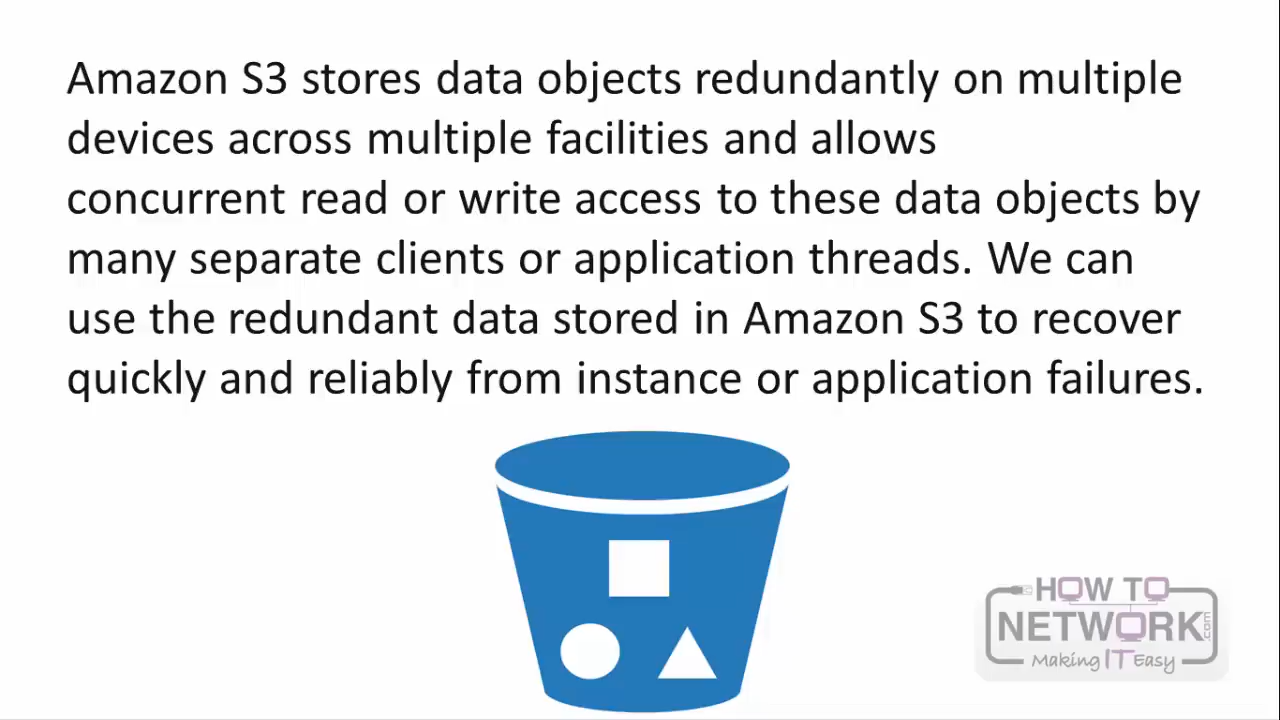 Amazon S3 stores data objects redundantly on multiple
devices across multiple facilities and allows
concurrent read or write access to these data objects by
many separate clients or application threads. We can
use the redundant data stored in Amazon S3 to recover
quickly and reliably from instance or application failures.
HOW TO
NETWORK.com
Making IT Easy